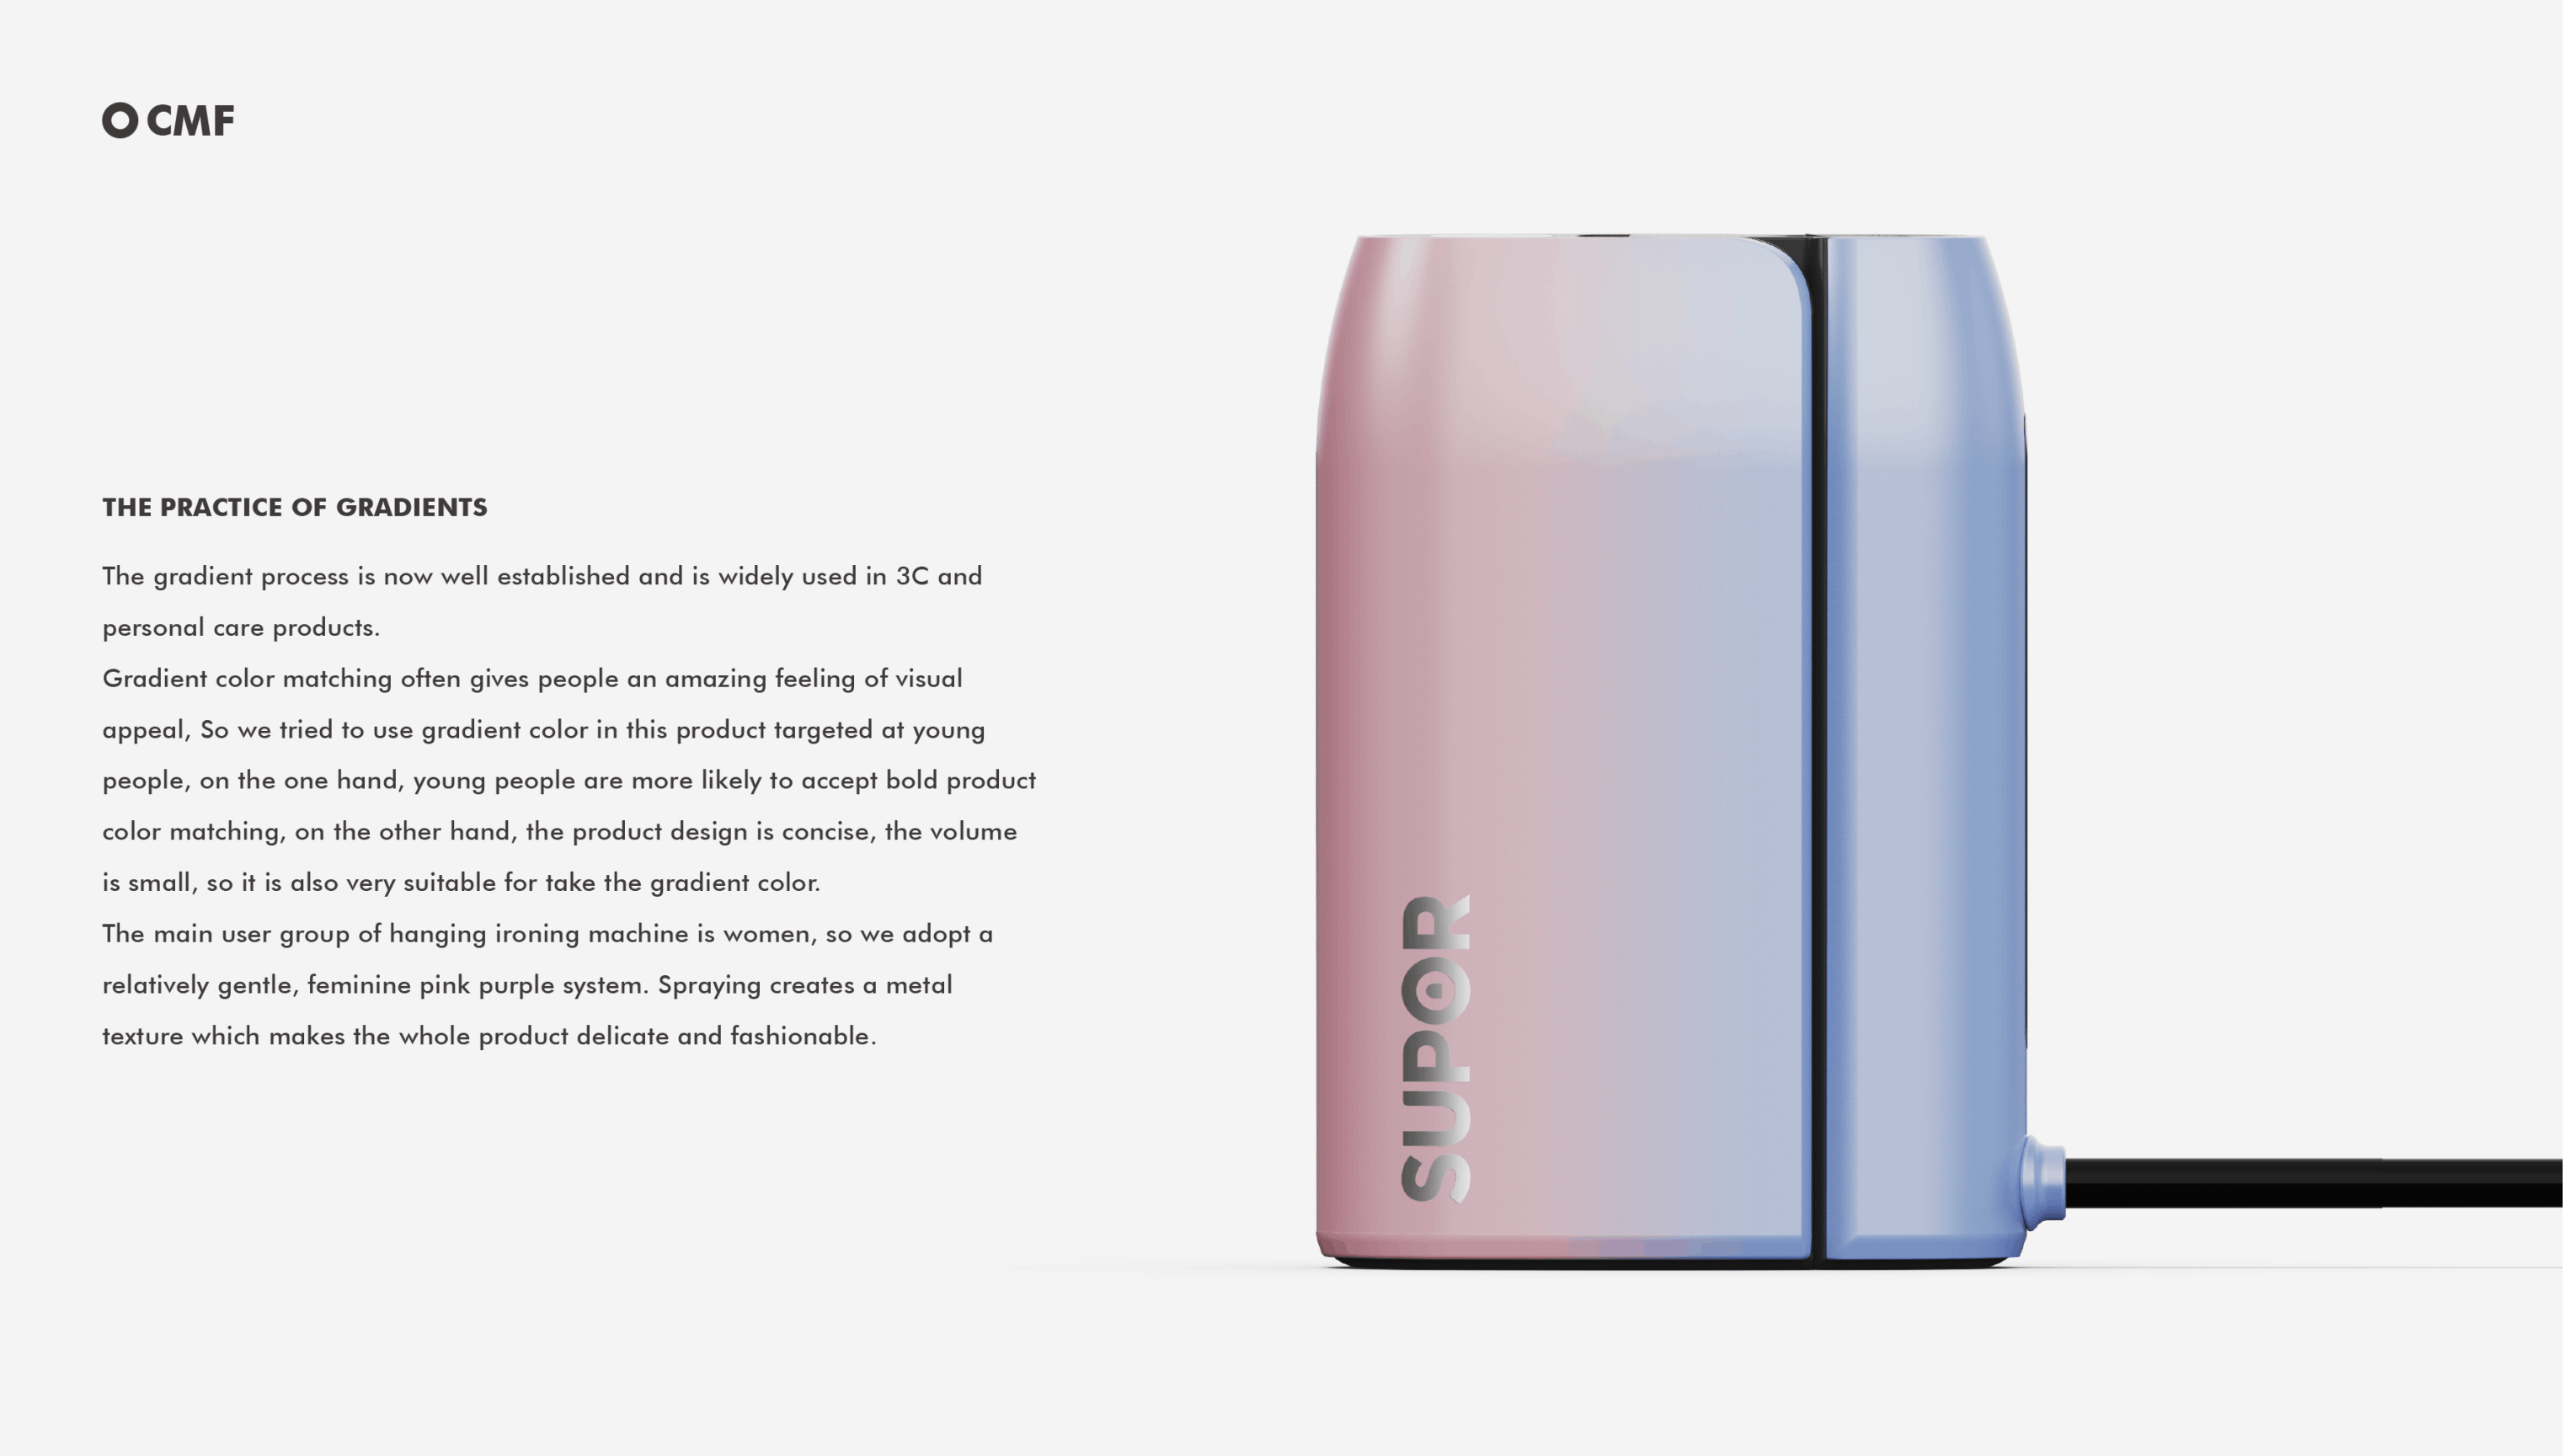 CMF
THE PRACTICE OF GRADIENTS
The gradient process is now well established and is widely used in 3C and
personal care products.
Gradient color matching often gives people an amazing feeling of visual
appeal, So we tried to use gradient color in this product targeted at young
people, on the one hand, young people are more likely to accept bold product
color matching, on the other hand, the product design is concise, the volume
is small, so it is also very suitable for take the gradient color.
The main user group of hanging ironing machine is women, so we adopt a
relatively gentle, feminine pink purple system. Spraying creates a metal
texture which makes the whole product delicate and fashionable.
SUPOR